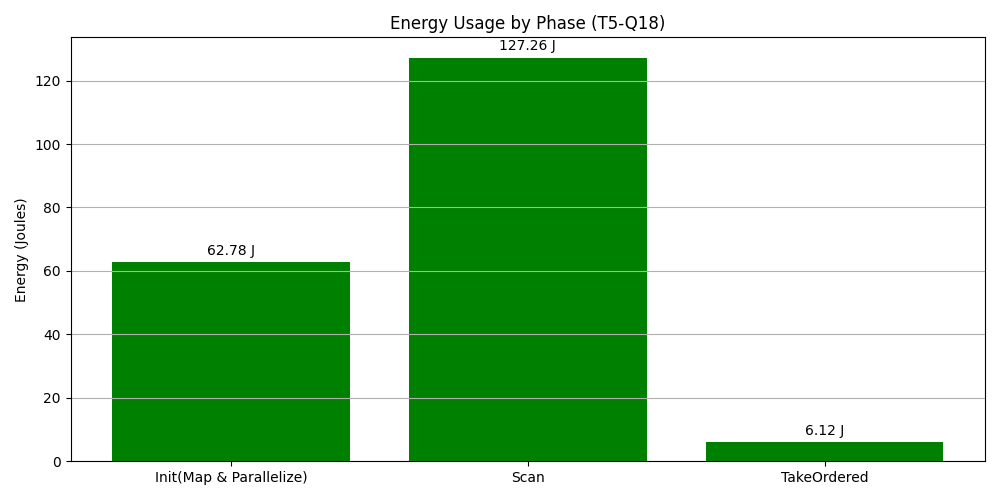 Energy Usage by Phase (T5-Q18)
Energy (Joules)
120
100
80
60
40
20
0
62.78 J
127.26 J
6.12 J
Init(Map & Parallelize)
Scan
TakeOrdered